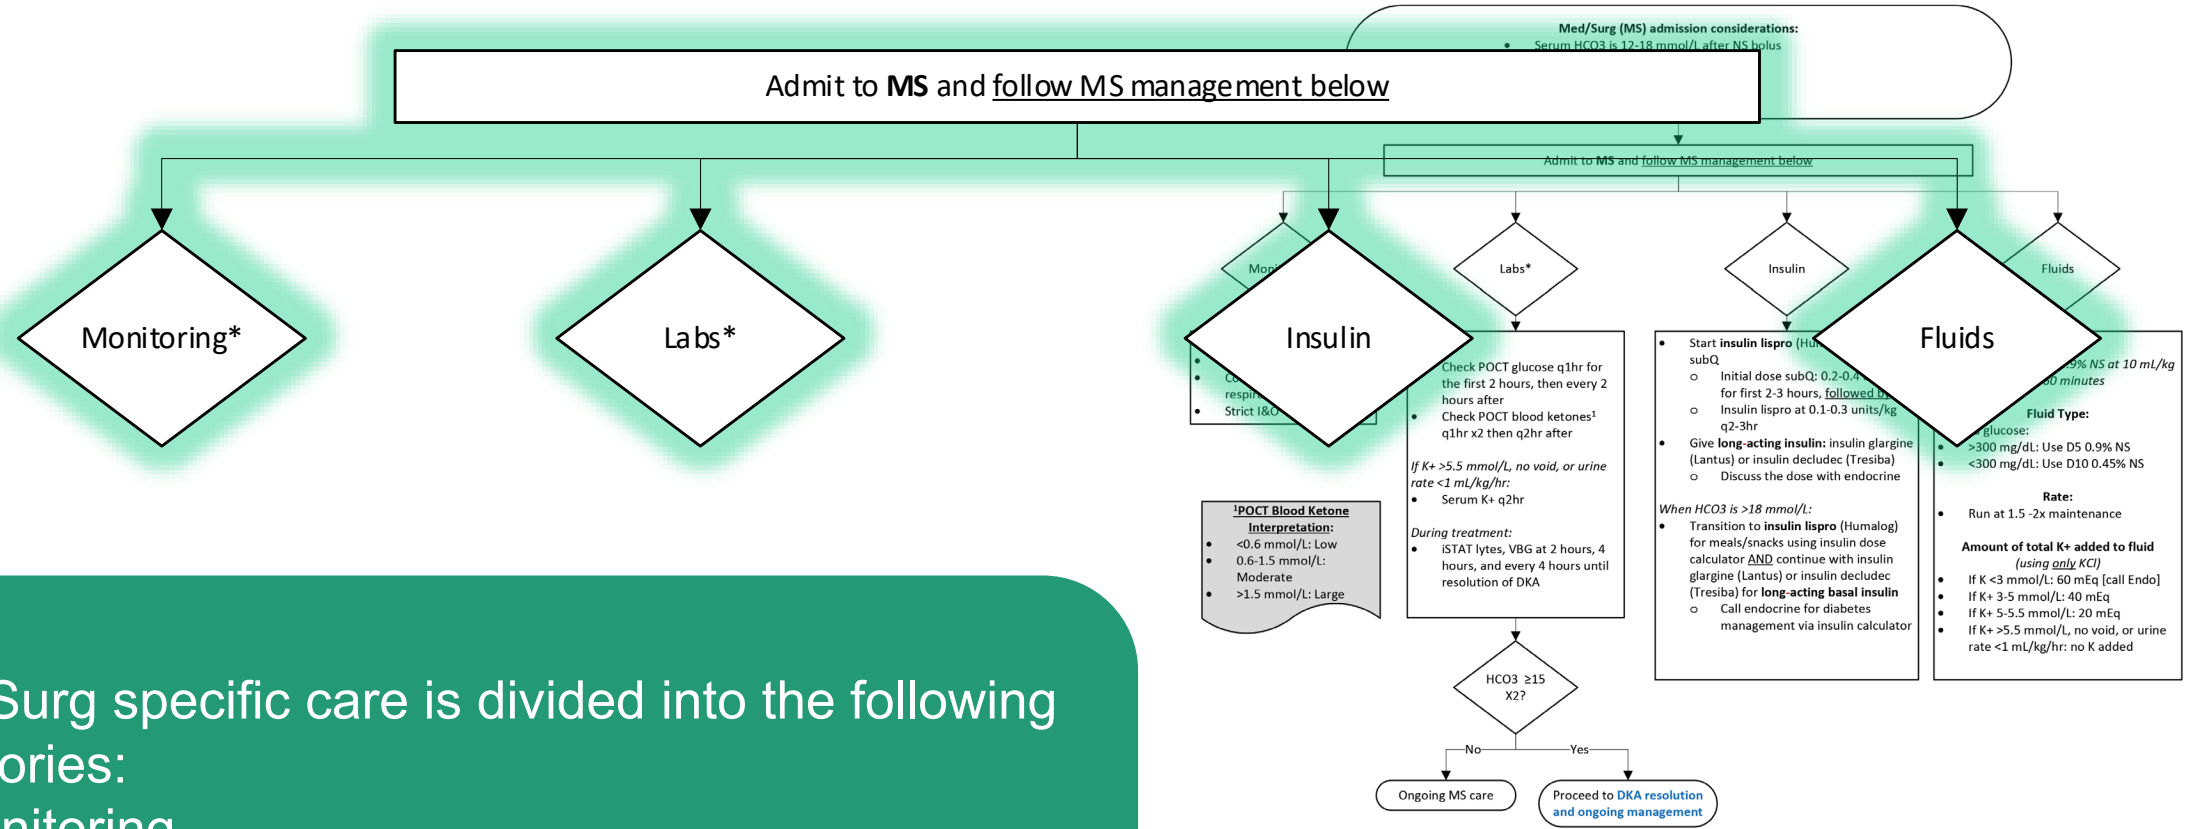 Med/Surg (MS) admission considerations:
• Serum HCO3 is 12-18 mmol/L after NS bolus
Admit to MS and follow MS management below
Admit to MS and follow MS management below
Monitoring*
Labs*
Insulin
Fluids
Labs*
Insulin
Fluids
• Strict I&O
• Check POCT glucose q1hr for
the first 2 hours, then every 2
hours after
• Check POCT blood ketones¹
q1hr x2 then q2hr after
If K+ >5.5 mmol/L, no void, or urine
rate <1 mL/kg/hr:
• Serum K+ q2hr
During treatment:
• iSTAT lytes, VBG at 2 hours, 4
hours, and every 4 hours until
resolution of DKA
• Start insulin lispro
subQ
o Initial dose subQ: 0.2-0.4
for first 2-3 hours, followed
o Insulin lispro at 0.1-0.3 units/kg
q2-3hr
• Give long-acting insulin: insulin glargine
(Lantus) or insulin decludec (Tresiba)
o Discuss the dose with endocrine
When HCO3 is >18 mmol/L:
• Transition to insulin lispro (Humalog)
for meals/snacks using insulin dose
calculator AND continue with insulin
glargine (Lantus) or insulin decludec
(Tresiba) for long-acting basal insulin
o Call endocrine for diabetes
management via insulin calculator
NS at 10 mL/kg
minutes
Fluid Type:
glucose:
• >300 mg/dL: Use D5 0.9% NS
• <300 mg/dL: Use D10 0.45% NS
Rate:
• Run at 1.5 -2x maintenance
Amount of total K+ added to fluid
(using only KCl)
• If K <3 mmol/L: 60 mEq [call Endo]
• If K+ 3-5 mmol/L: 40 mEq
• If K+ 5-5.5 mmol/L: 20 mEq
• If K+ >5.5 mmol/L, no void, or urine
rate <1 mL/kg/hr: no K added
¹POCT Blood Ketone
Interpretation:
• <0.6 mmol/L: Low
• 0.6-1.5 mmol/L:
Moderate
• >1.5 mmol/L: Large
HCO3 ≥15
X2?
No
Yes
Ongoing MS care
Proceed to DKA resolution
and ongoing management
Surg specific care is divided into the following
ories:
nitoring